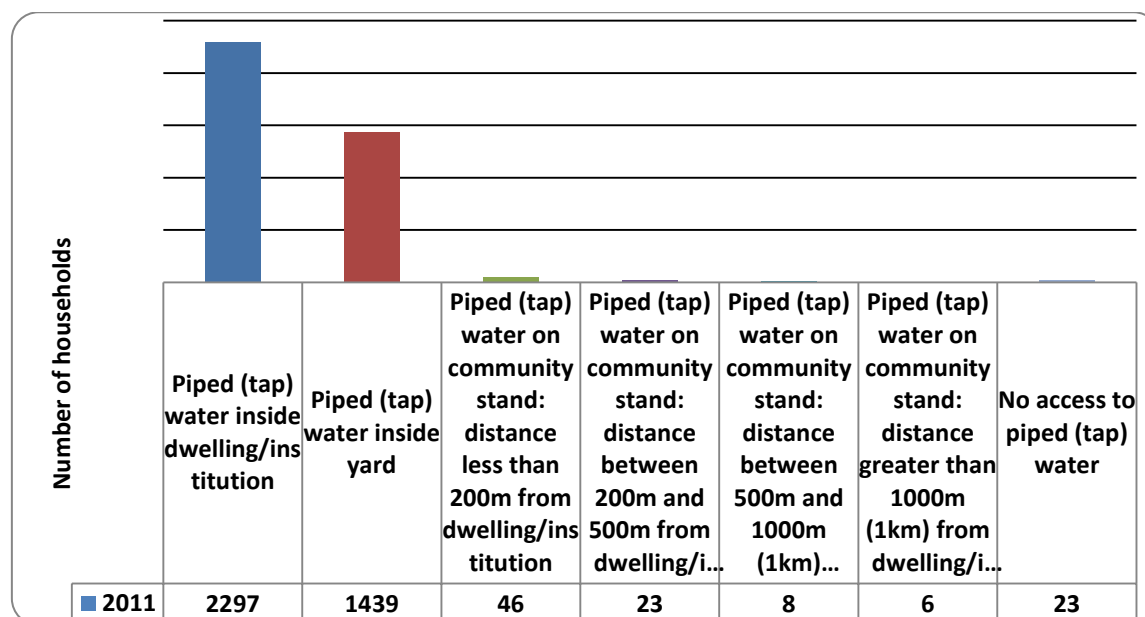 Number of households
Piped (tap)
water inside
dwelling/ins
titution
Piped (tap)
water inside
yard
Piped (tap)
water on
community
stand:
distance
less than
200m from
dwelling/ins
titution
Piped (tap)
water on
community
stand:
distance
between
200m and
500m from
dwelling/i…
Piped (tap)
water on
community
stand:
distance
between
500m and
1000m
(1km)…
Piped (tap)
water on
community
stand:
distance
greater than
1000m
(1km) from
dwelling/i…
No access to
piped (tap)
water
2011 2297 1439 46 23 8 6 23